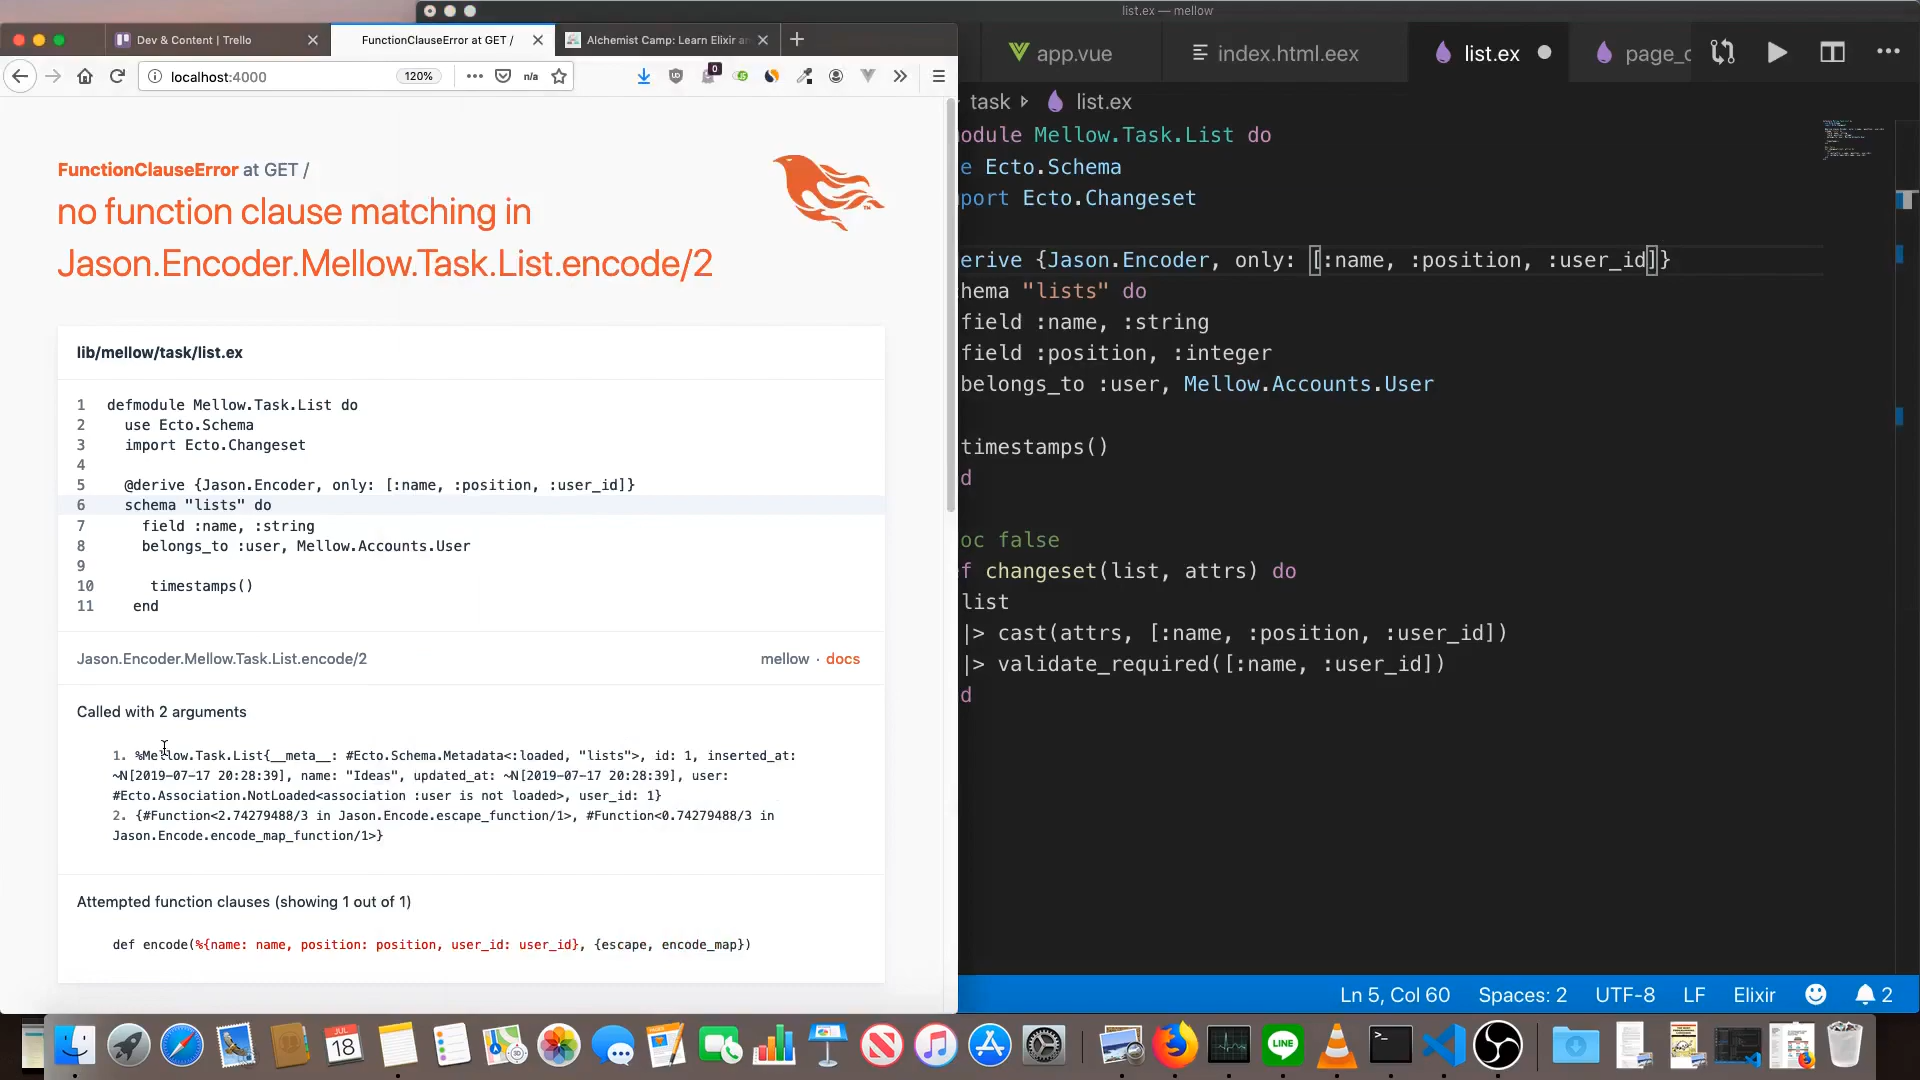 list.ex — mellow
Dev & Content | Trello
FunctionClauseError at GET /
Alchemist Camp: Learn Elixir an
localhost:4000
120%
n/a
0
FunctionClauseError at GET /
no function clause matching in
Jason.Encoder.Mellow.Task.List.encode/2
lib/mellow/task/list.ex
1 defmodule Mellow.Task.List do
2 use Ecto.Schema
3 import Ecto.Changeset
4
5 @derive {Jason.Encoder, only: [:name, :position, :user_id]}
6 schema "lists" do
7 field :name, :string
8 belongs_to :user, Mellow.Accounts.User
9
10 timestamps()
11 end
Jason.Encoder.Mellow.Task.List.encode/2
mellow · docs
Called with 2 arguments
1. %Mellow.Task.List{__meta__: #Ecto.Schema.Metadata<:loaded, "lists">, id: 1, inserted_at:
~N[2019-07-17 20:28:39], name: "Ideas", updated_at: ~N[2019-07-17 20:28:39], user:
#Ecto.Association.NotLoaded<association :user is not loaded>, user_id: 1}
2. {#Function<2.74279488/3 in Jason.Encode.escape_function/1>, #Function<0.74279488/3 in
Jason.Encode.encode_map_function/1>}
Attempted function clauses (showing 1 out of 1)
def encode(%{name: name, position: position, user_id: user_id}, {escape, encode_map})
app.vue
index.html.eex
list.ex
page_c
task
list.ex
odule Mellow.Task.List do
e Ecto.Schema
port Ecto.Changeset
erive {Jason.Encoder, only: [:name, :position, :user_id]}
hema "lists" do
field :name, :string
field :position, :integer
belongs_to :user, Mellow.Accounts.User
timestamps()
d
oc false
f changeset(list, attrs) do
list
|> cast(attrs, [:name, :position, :user_id])
|> validate_required([:name, :user_id])
d
Ln 5, Col 60
Spaces: 2
UTF-8
LF
Elixir
2
JUL
18
LINE